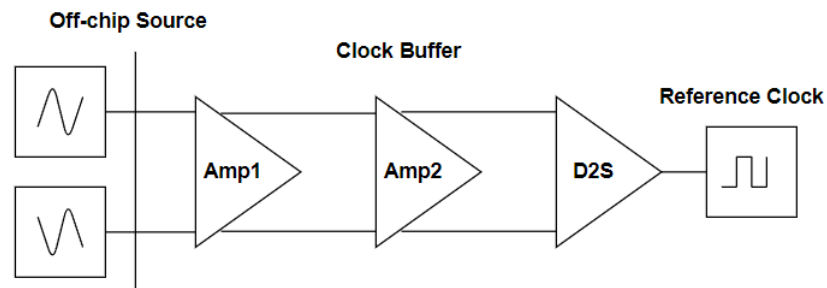 Off-chip Source
Clock Buffer
Reference Clock
Amp1
Amp2
D2S